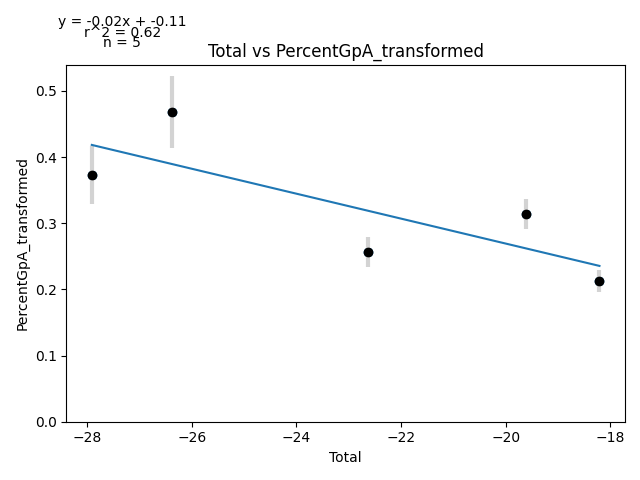 y = -0.02x + -0.11
r^2 = 0.62
n = 5
Total vs PercentGpA_transformed
PercentGpA_transformed
0.5
0.4
0.3
0.2
0.1
0.0
−28
−26
−24
−22
−20
−18
Total